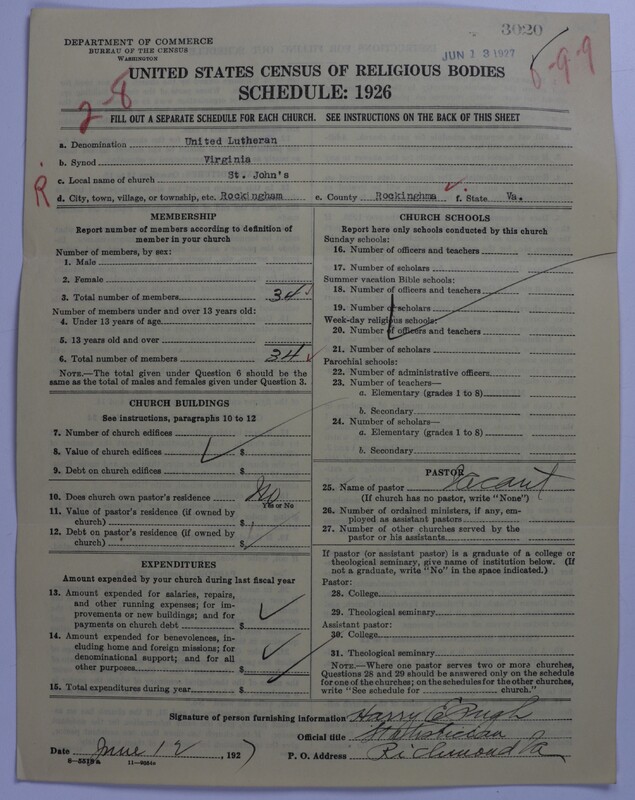 3020
DEPARTMENT OF COMMERCE
BUREAU OF THE CENSUS
WASHINGTON
JUN 13 1927
6-9-9
UNITED STATES CENSUS OF RELIGIOUS BODIES
SCHEDULE: 1926
2-8
FILL OUT A SEPARATE SCHEDULE FOR EACH CHURCH. SEE INSTRUCTIONS ON THE BACK OF THIS SHEET
a. Denomination United Lutheran
b. Synod Virginia
c. Local name of church St. John's
R
d. City, town, village, or township, etc. Rockingham e. County Rockinghma f. State Va.
MEMBERSHIP
Report number of members according to definition of
member in your church
Number of members, by sex:
1. Male
2. Female
3. Total number of members 34
Number of members under and over 13 years old:
4. Under 13 years of age
5. 13 years old and over
6. Total number of members 34
NOTE.—The total given under Question 6 should be the
same as the total of males and females given under Question 3.
CHURCH BUILDINGS
See instructions, paragraphs 10 to 12
7. Number of church edifices
8. Value of church edifices $
9. Debt on church edifices $
10. Does church own pastor's residence No
Yes or No
11. Value of pastor's residence (if owned by
church) $
12. Debt on pastor's residence (if owned by
church) $
EXPENDITURES
Amount expended by your church during last fiscal year
13. Amount expended for salaries, repairs,
and other running expenses; for im-
provements or new buildings; and for
payments on church debt $
14. Amount expended for benevolences, in-
cluding home and foreign missions; for
denominational support; and for all
other purposes $
15. Total expenditures during year $
CHURCH SCHOOLS
Report here only schools conducted by this church
Sunday schools:
16. Number of officers and teachers
17. Number of scholars
Summer vacation Bible schools:
18. Number of officers and teachers
19. Number of scholars
Week-day religious schools:
20. Number of officers and teachers
21. Number of scholars
Parochial schools:
22. Number of administrative officers
23. Number of teachers—
a. Elementary (grades 1 to 8)
b. Secondary
24. Number of scholars—
a. Elementary (grades 1 to 8)
b. Secondary
PASTOR
25. Name of pastor Vacant
(If church has no pastor, write "None")
26. Number of ordained ministers, if any, em-
ployed as assistant pastors
27. Number of other churches served by the
pastor or his assistants
If pastor (or assistant pastor) is a graduate of a college or
theological seminary, give name of institution below. (If
not a graduate, write "No" in the space indicated.)
Pastor:
28. College
29. Theological seminary
Assistant pastor:
30. College
31. Theological seminary
NOTE.—Where one pastor serves two or more churches,
Questions 28 and 29 should be answered only on the schedule
for one of the churches; on the schedules for the other churches,
write "See schedule for church."
Signature of person furnishing information Harry E Pugh
Official title Statistician
Date June 12, 1927 P. O. Address Richmond Va
8-5318a 11-9054a